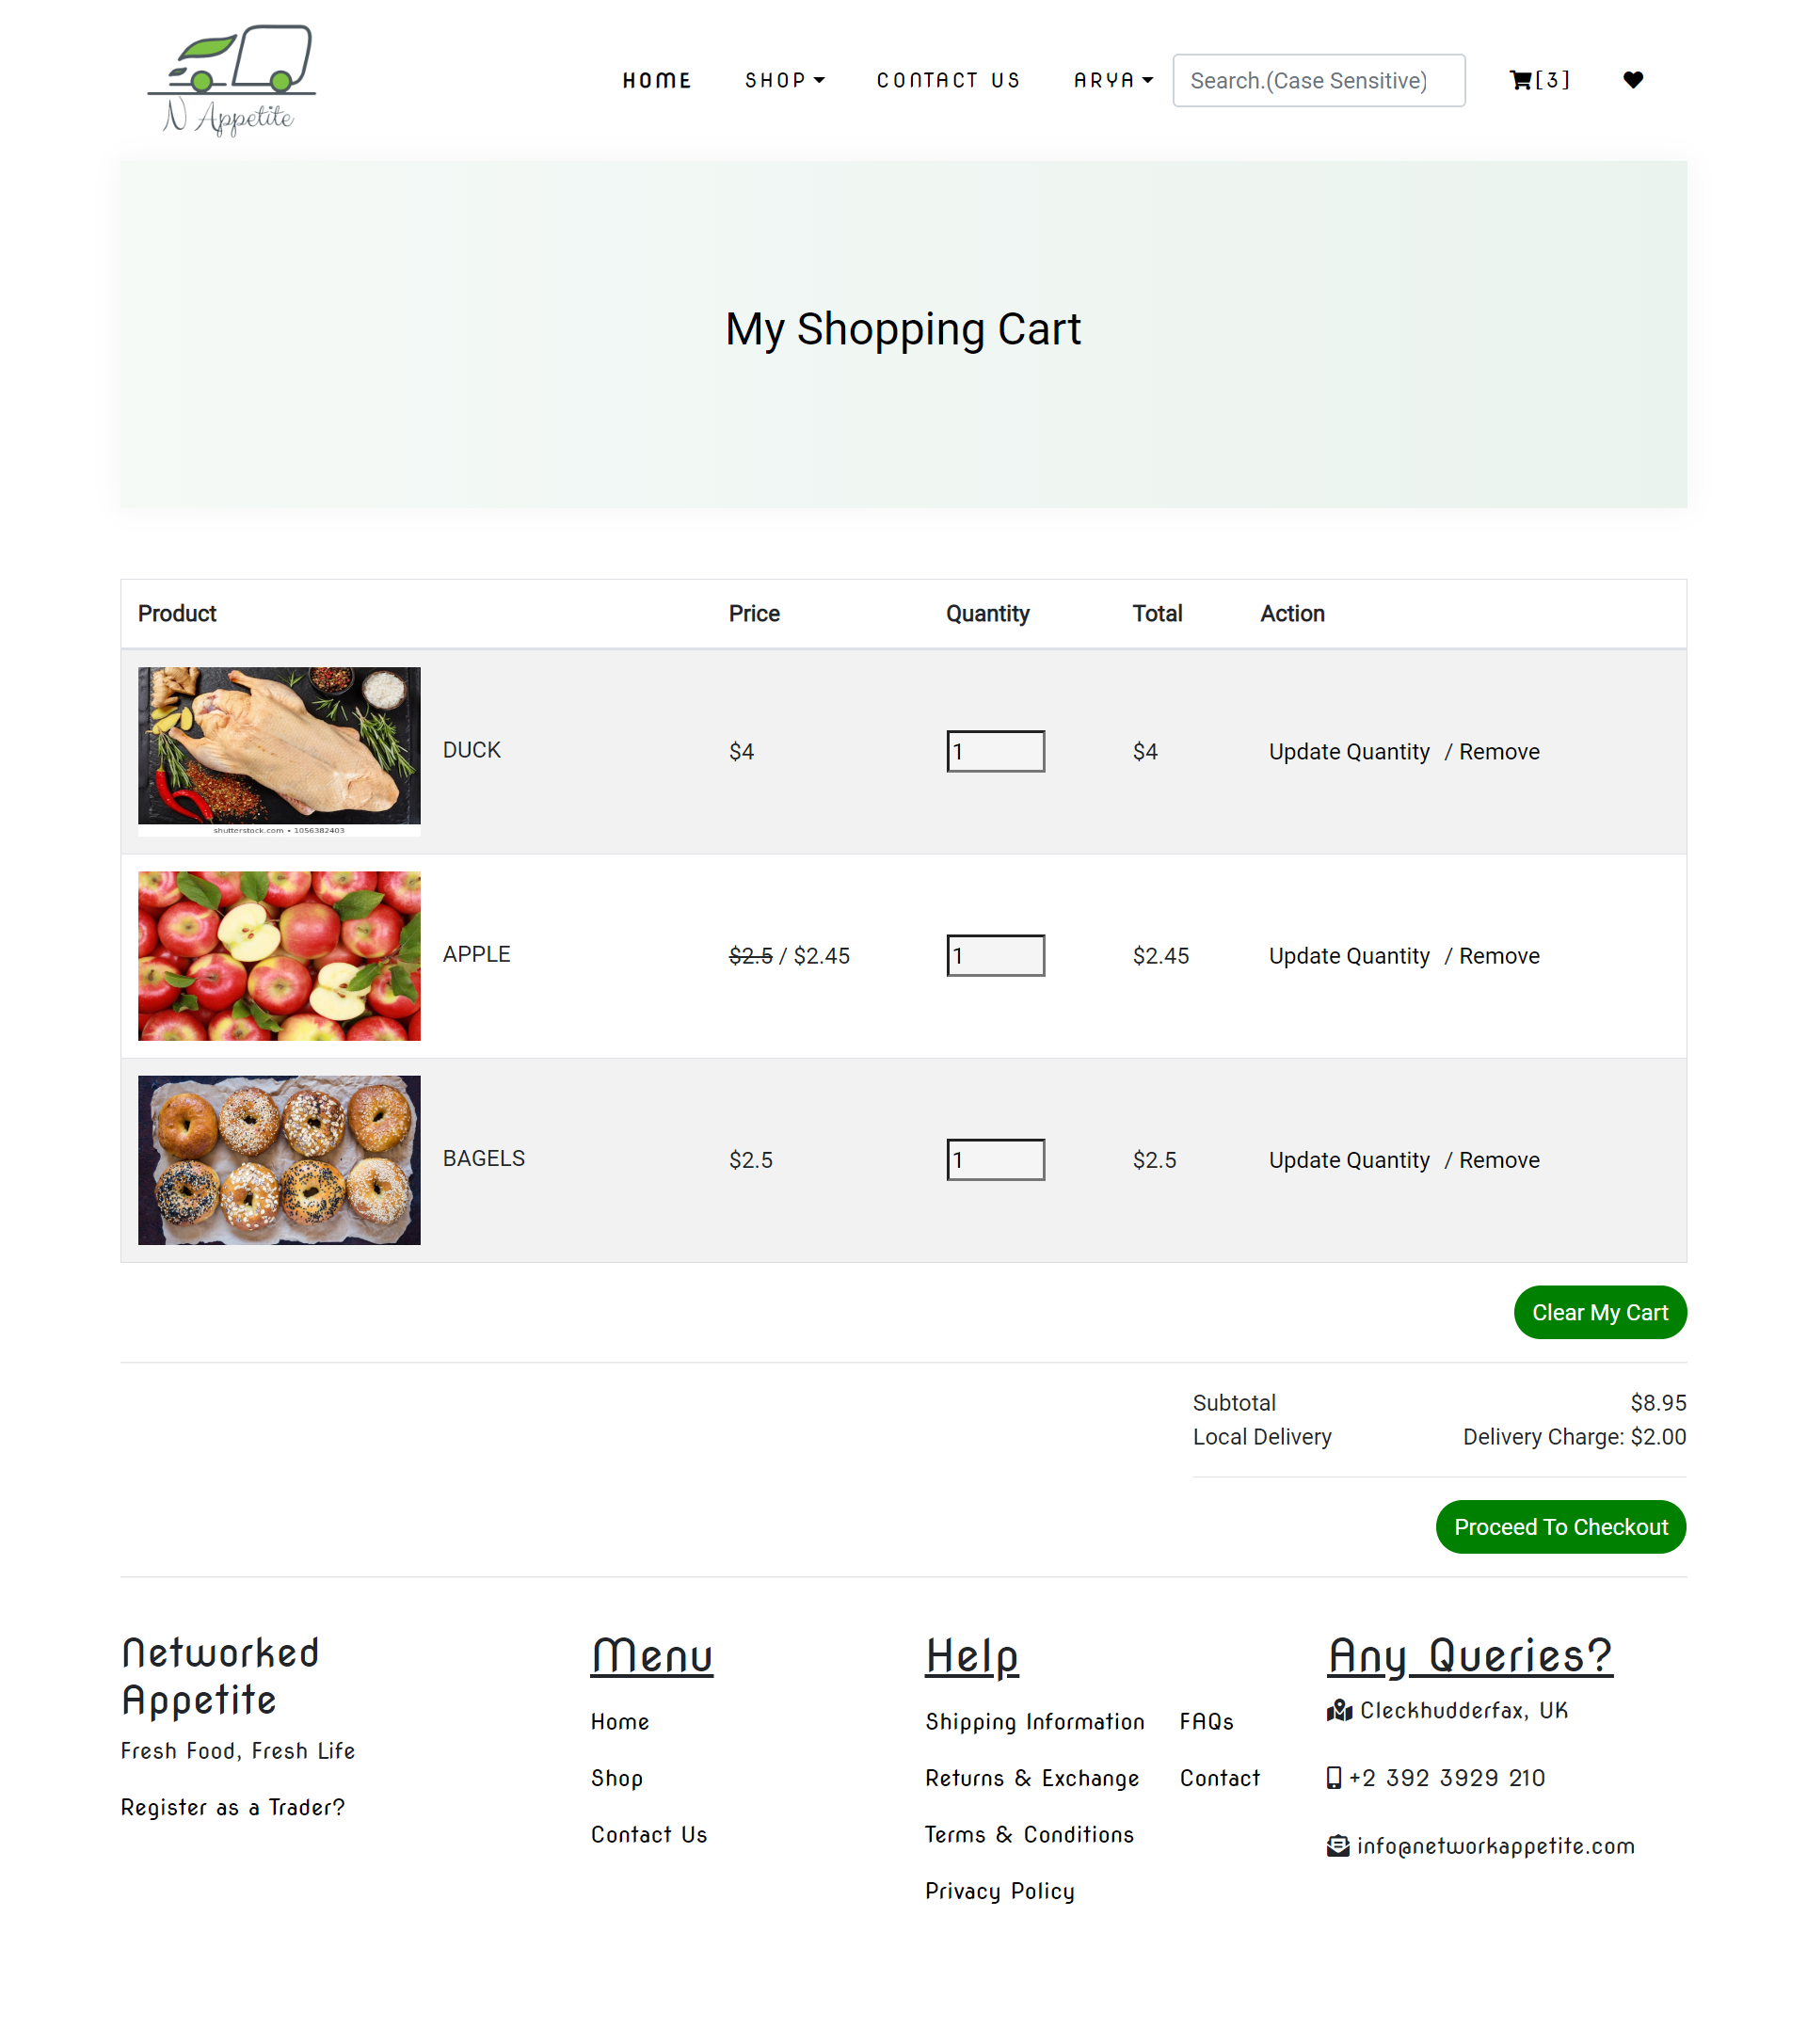 N Appetite
HOME SHOP CONTACT US ARYA Search.(Case Sensitive) [3]
My Shopping Cart
Product Price Quantity Total Action
DUCK $4 1 $4 Update Quantity / Remove
shutterstock.com • 1056382403
APPLE $2.5 / $2.45 1 $2.45 Update Quantity / Remove
BAGELS $2.5 1 $2.5 Update Quantity / Remove
Clear My Cart
Subtotal $8.95
Local Delivery Delivery Charge: $2.00
Proceed To Checkout
Networked
Appetite
Fresh Food, Fresh Life
Register as a Trader?
Menu
Home
Shop
Contact Us
Help
Shipping Information
Returns & Exchange
Terms & Conditions
Privacy Policy
FAQs
Contact
Any Queries?
Cleckhudderfax, UK
+2 392 3929 210
info@networkappetite.com